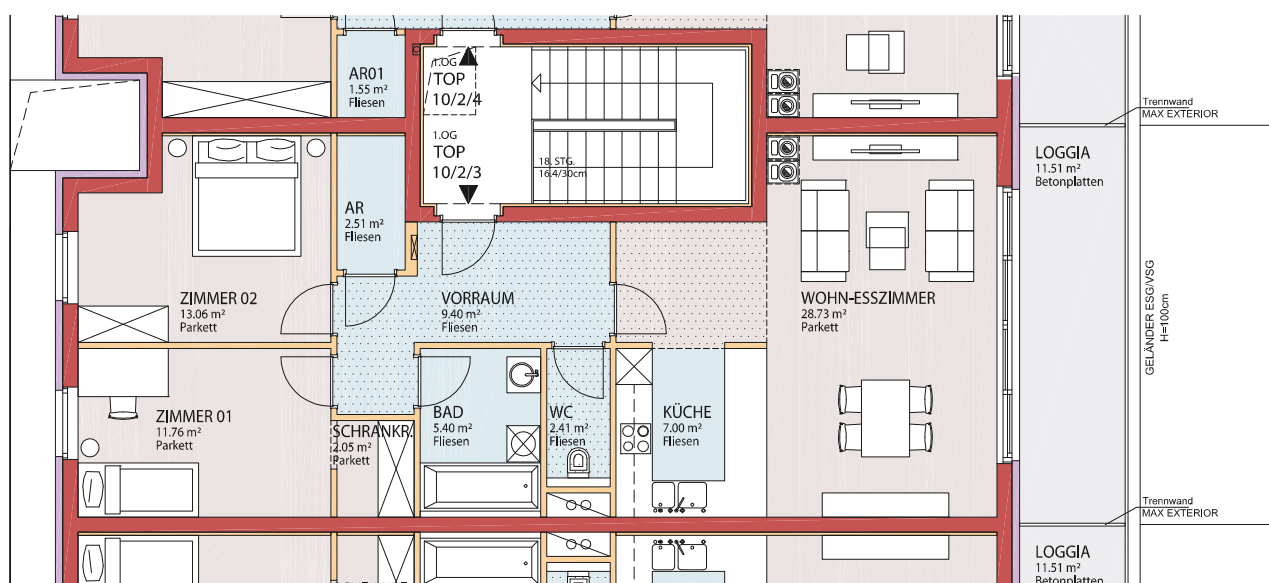 AR01
1.55 m²
Fliesen
1.OG
TOP
10/2/4
1.OG
TOP
10/2/3
18. STG.
16.4/30cm
Trennwand
MAX EXTERIOR
LOGGIA
11.51 m²
Betonplatten
AR
2.51 m²
Fliesen
ZIMMER 02
13.06 m²
Parkett
VORRAUM
9.40 m²
Fliesen
WOHN-ESSZIMMER
28.73 m²
Parkett
GELÄNDER ESG/VSG
H=100cm
ZIMMER 01
11.76 m²
Parkett
SCHRANKR.
2.05 m²
Parkett
BAD
5.40 m²
Fliesen
WC
2.41 m²
Fliesen
KÜCHE
7.00 m²
Fliesen
Trennwand
MAX EXTERIOR
LOGGIA
11.51 m²
Betonplatten